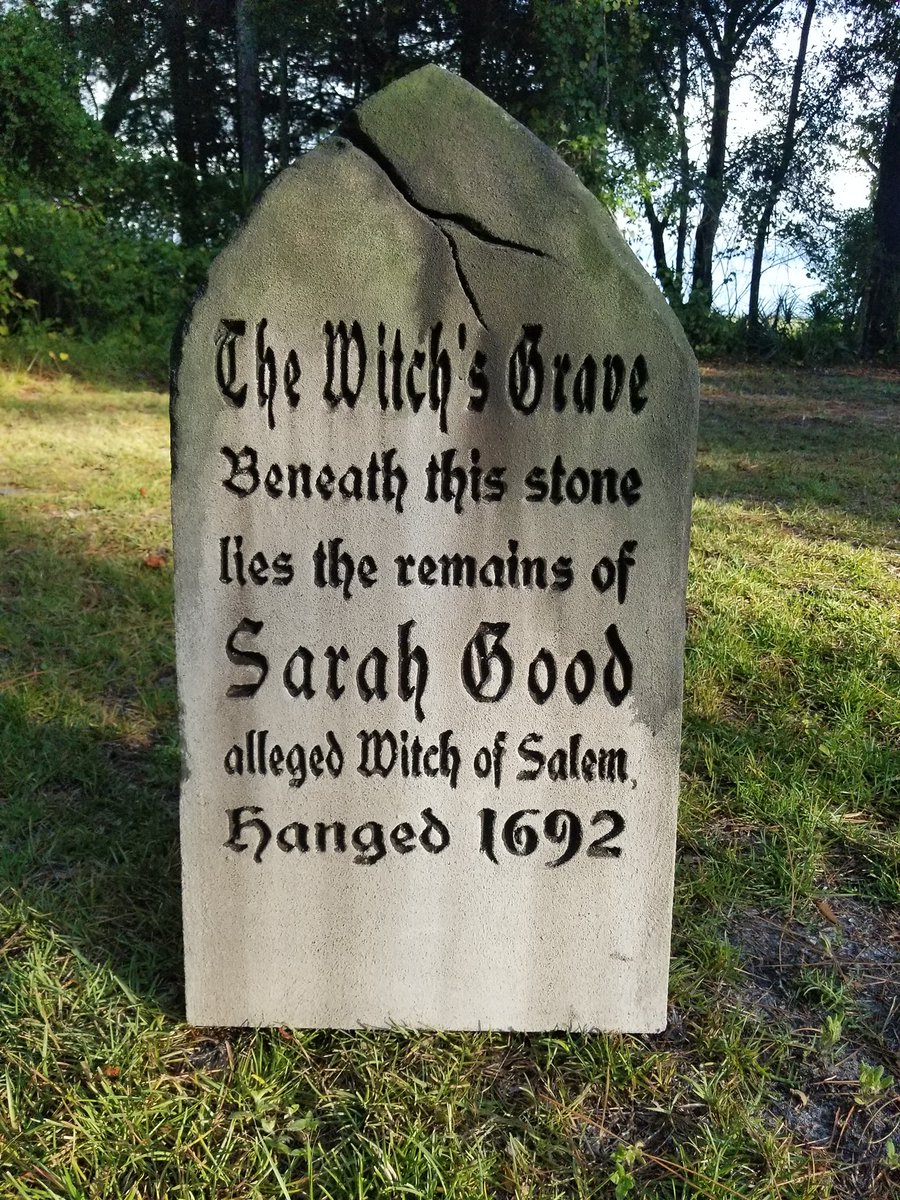 The Witch's Grave
Beneath this stone
lies the remains of
Sarah Good
alleged Witch of Salem,
Hanged 1692